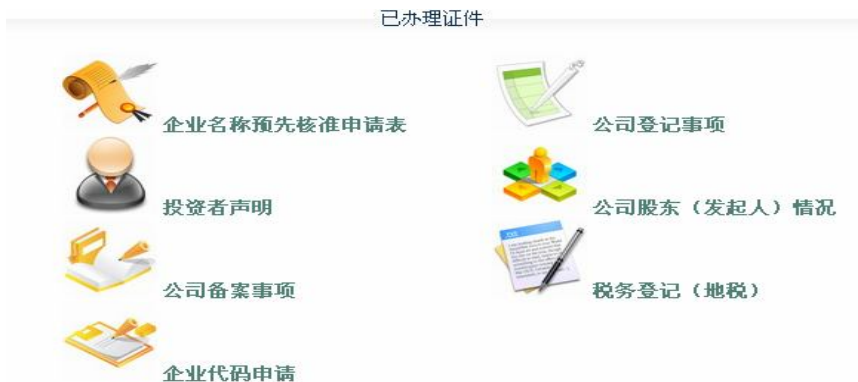 已办理证件
企业名称预先核准申请表
公司登记事项
投资者声明
公司股东（发起人）情况
公司备案事项
税务登记（地税）
企业代码申请